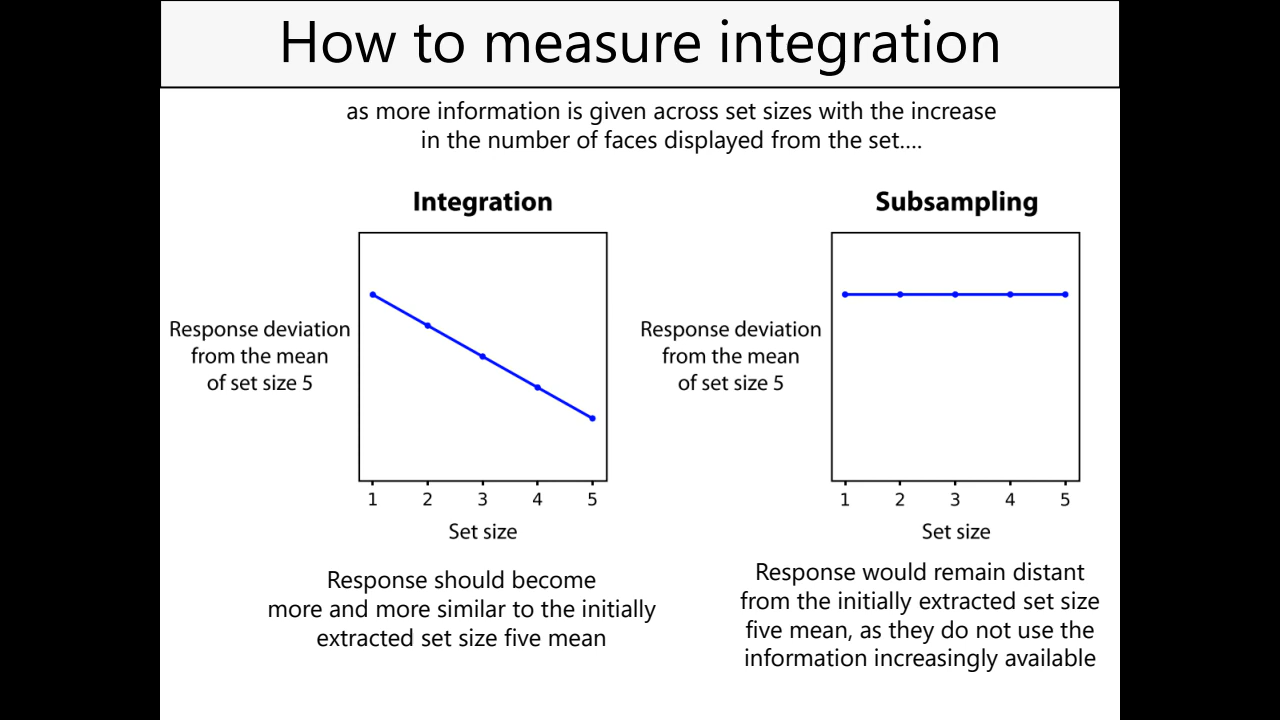 How to measure integration
as more information is given across set sizes with the increase
in the number of faces displayed from the set....
Integration
Response deviation
from the mean
of set size 5
1 2 3 4 5
Set size
Response should become
more and more similar to the initially
extracted set size five mean
Subsampling
Response deviation
from the mean
of set size 5
1 2 3 4 5
Set size
Response would remain distant
from the initially extracted set size
five mean, as they do not use the
information increasingly available